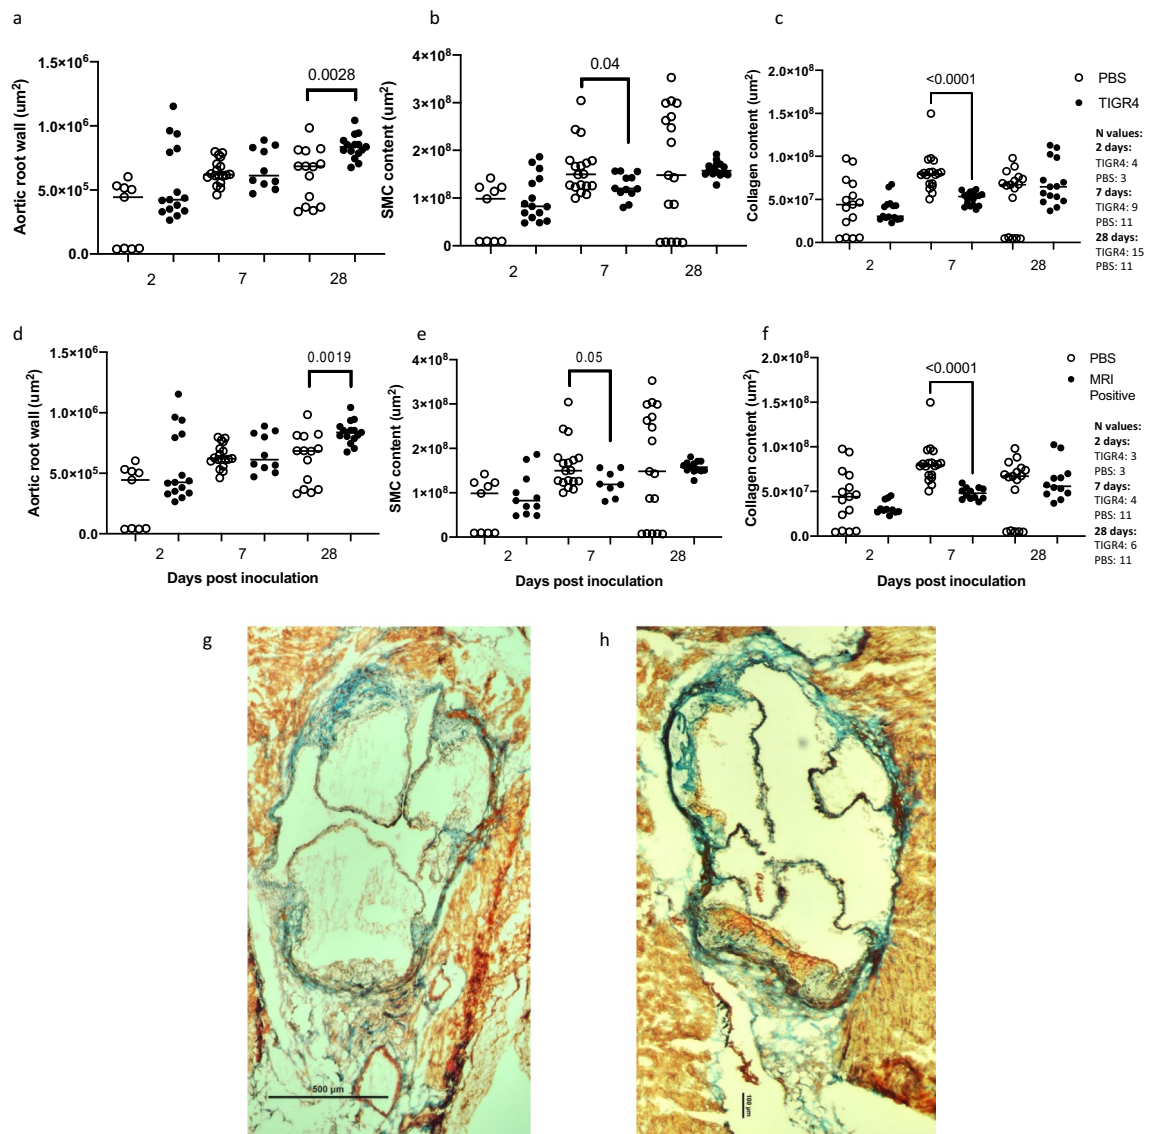 a
b
c
Aortic root wall (um²)
1.5×10⁶
1.0×10⁶
5.0×10⁵
0.0
0.0028
2
7
28
SMC content (um²)
4×10⁸
3×10⁸
2×10⁸
1×10⁸
0
0.04
2
7
28
Collagen content (um²)
2.0×10⁸
1.5×10⁸
1.0×10⁸
5.0×10⁷
0.0
<0.0001
2
7
28
PBS
TIGR4
N values:
2 days:
TIGR4: 4
PBS: 3
7 days:
TIGR4: 9
PBS: 11
28 days:
TIGR4: 15
PBS: 11
d
e
f
Aortic root wall (um²)
1.5×10⁶
1.0×10⁶
5.0×10⁵
0.0
0.0019
2
7
28
Days post inoculation
SMC content (um²)
4×10⁸
3×10⁸
2×10⁸
1×10⁸
0
0.05
2
7
28
Days post inoculation
Collagen content (um²)
2.0×10⁸
1.5×10⁸
1.0×10⁸
5.0×10⁷
0.0
<0.0001
2
7
28
Days post inoculation
PBS
MRI
Positive
N values:
2 days:
TIGR4: 3
PBS: 3
7 days:
TIGR4: 4
PBS: 11
28 days:
TIGR4: 6
PBS: 11
g
h
500 µm
100 µm